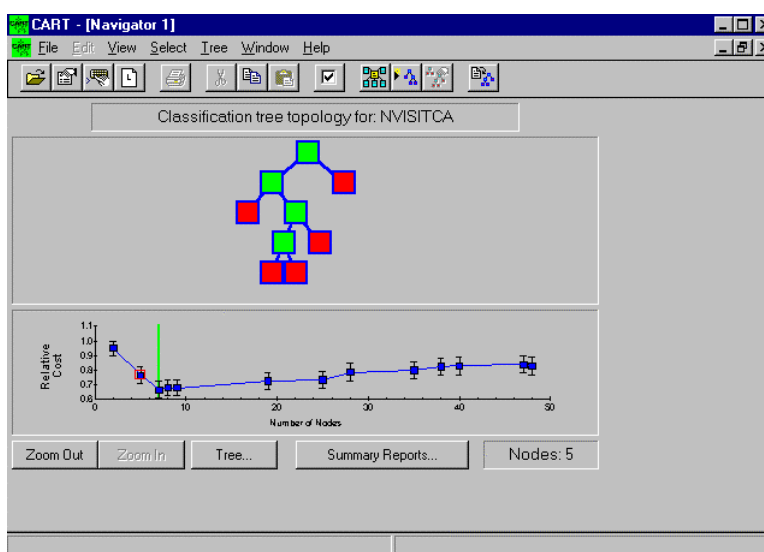 CART - [Navigator 1]
File Edit View Select Tree Window Help
Classification tree topology for: NVISITCA
Relative
Cost
1.1
1.0
0.9
0.8
0.7
0.6
0 10 20 30 40 50
Number of Nodes
Zoom Out Zoom In Tree... Summary Reports... Nodes: 5